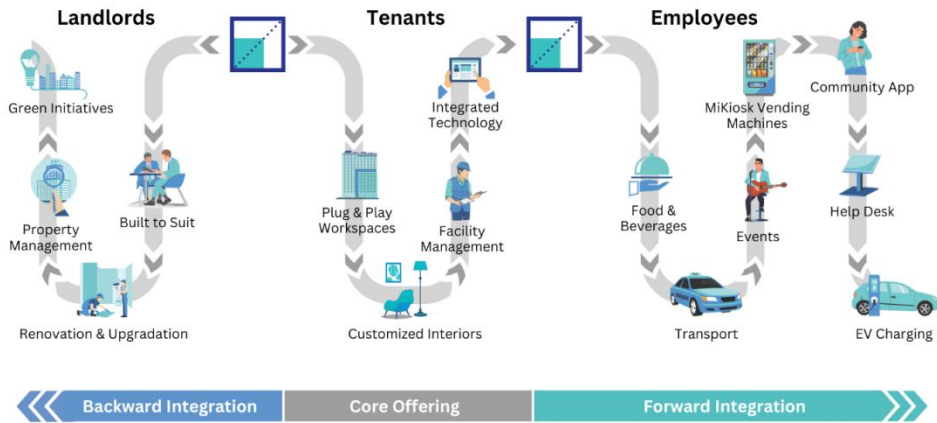 Landlords
Tenants
Employees
Green Initiatives
Property
Management
Renovation & Upgradation
Built to Suit
Plug & Play
Workspaces
Customized Interiors
Facility
Management
Integrated
Technology
Food &
Beverages
Transport
Events
MiKiosk Vending
Machines
Community App
Help Desk
EV Charging
Backward Integration
Core Offering
Forward Integration